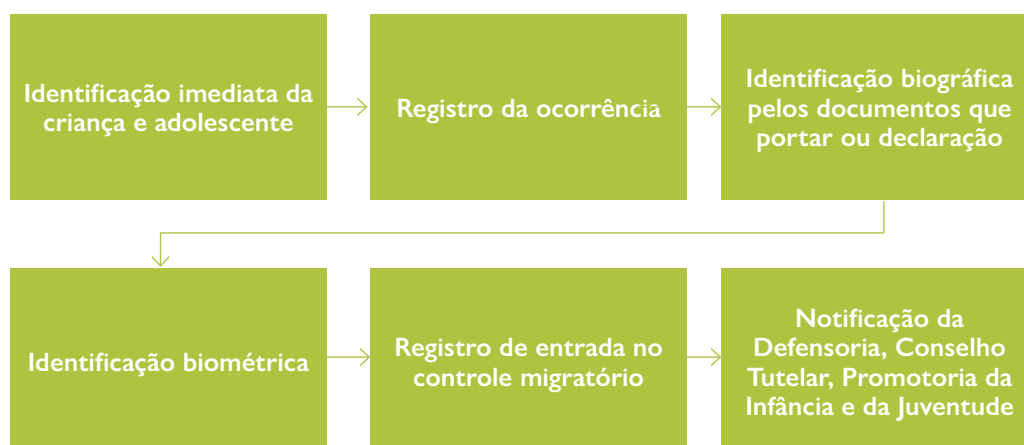 Identificação imediata da
criança e adolescente
Registro da ocorrência
Identificação biográfica
pelos documentos que
portar ou declaração
Identificação biométrica
Registro de entrada no
controle migratório
Notificação da
Defensoria, Conselho
Tutelar, Promotoria da
Infância e da Juventude